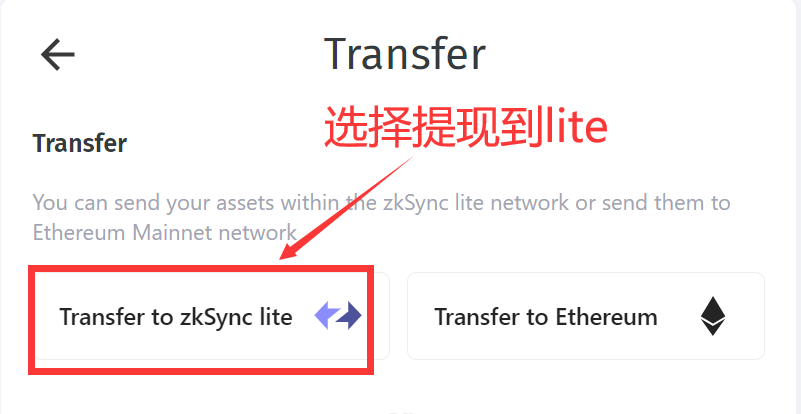 Transfer
选择提现到lite
Transfer
You can send your assets within the zkSync lite network or send them to
Ethereum Mainnet network
Transfer to zkSync lite
Transfer to Ethereum